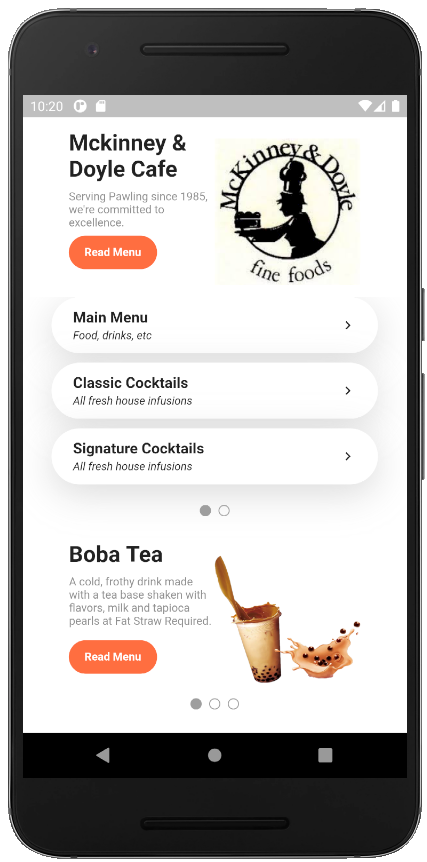 10:20
Mckinney &
Doyle Cafe
Serving Pawling since 1985,
we're committed to
excellence.
Read Menu
McKinney & Doyle
fine foods
Main Menu
Food, drinks, etc
Classic Cocktails
All fresh house infusions
Signature Cocktails
All fresh house infusions
Boba Tea
A cold, frothy drink made
with a tea base shaken with
flavors, milk and tapioca
pearls at Fat Straw Required.
Read Menu